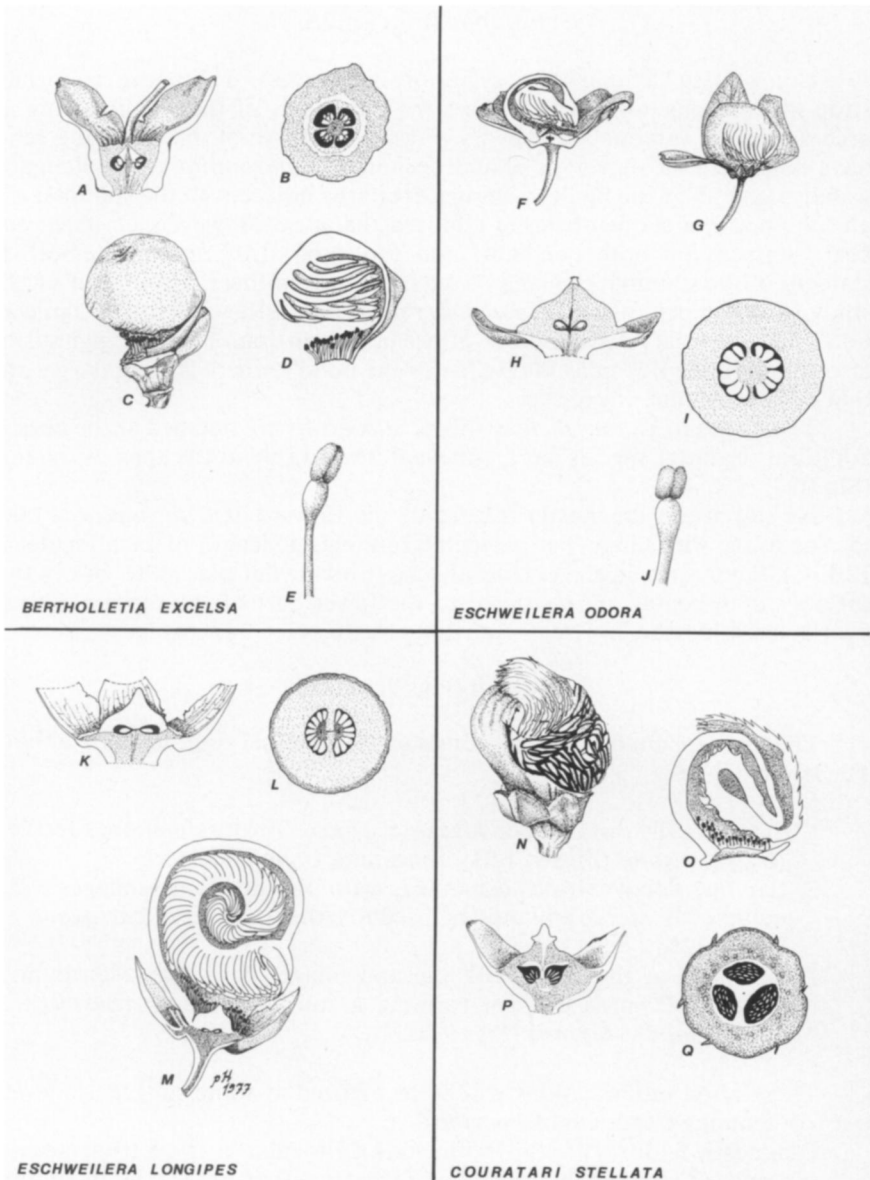 A
B
C
D
E
BERTHOLLETIA EXCELSA
F
G
H
I
J
ESCHWEILERA ODORA
K
L
M
pH
1977
ESCHWEILERA LONGIPES
N
O
P
Q
COURATARI STELLATA